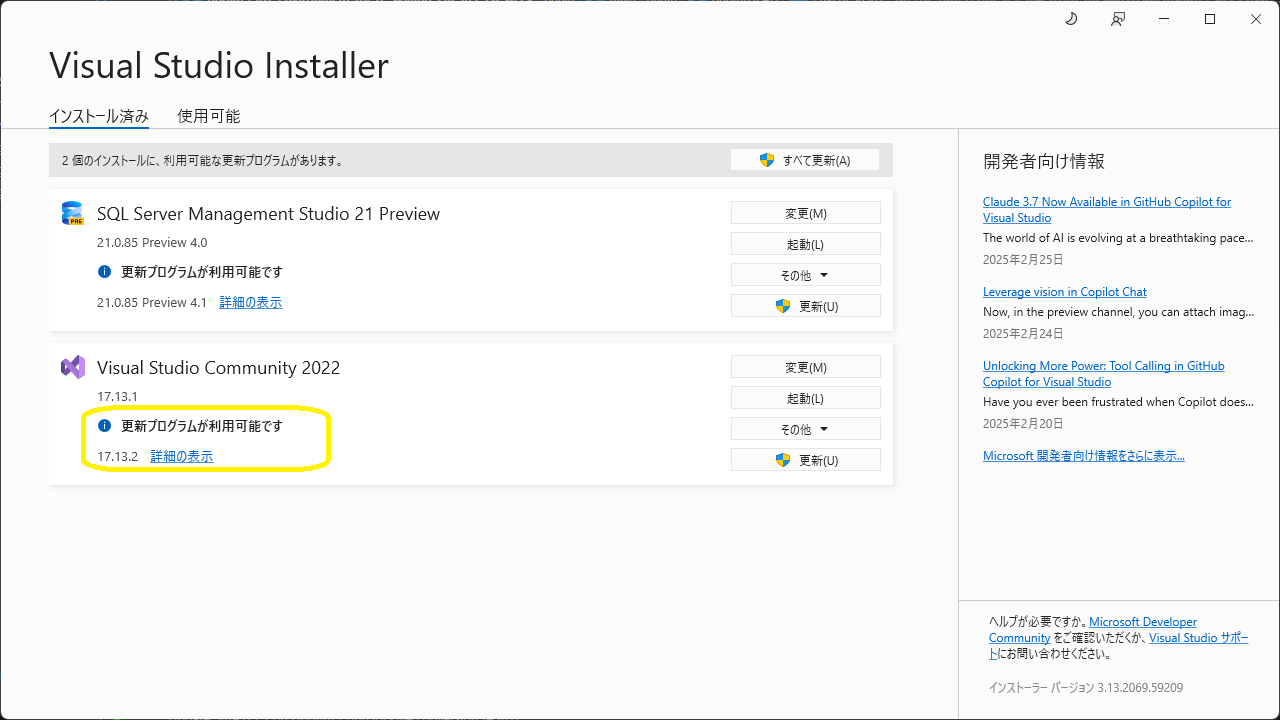 Visual Studio Installer
インストール済み 使用可能
2 個のインストールに、利用可能な更新プログラムがあります。 すべて更新(A)
SQL Server Management Studio 21 Preview
21.0.85 Preview 4.0
更新プログラムが利用可能です
21.0.85 Preview 4.1 詳細の表示
変更(M)
起動(L)
その他
更新(U)
PRE
Visual Studio Community 2022
17.13.1
更新プログラムが利用可能です
17.13.2 詳細の表示
変更(M)
起動(L)
その他
更新(U)
開発者向け情報
Claude 3.7 Now Available in GitHub Copilot for
Visual Studio
The world of AI is evolving at a breathtaking pace...
2025年2月25日
Leverage vision in Copilot Chat
Now, in the preview channel, you can attach imag...
2025年2月24日
Unlocking More Power: Tool Calling in GitHub
Copilot for Visual Studio
Have you ever been frustrated when Copilot does...
2025年2月20日
Microsoft 開発者向け情報をさらに表示...
ヘルプが必要ですか。Microsoft Developer
Community をご確認いただくか、Visual Studio サポー
トにお問い合わせください。
インストーラー バージョン 3.13.2069.59209